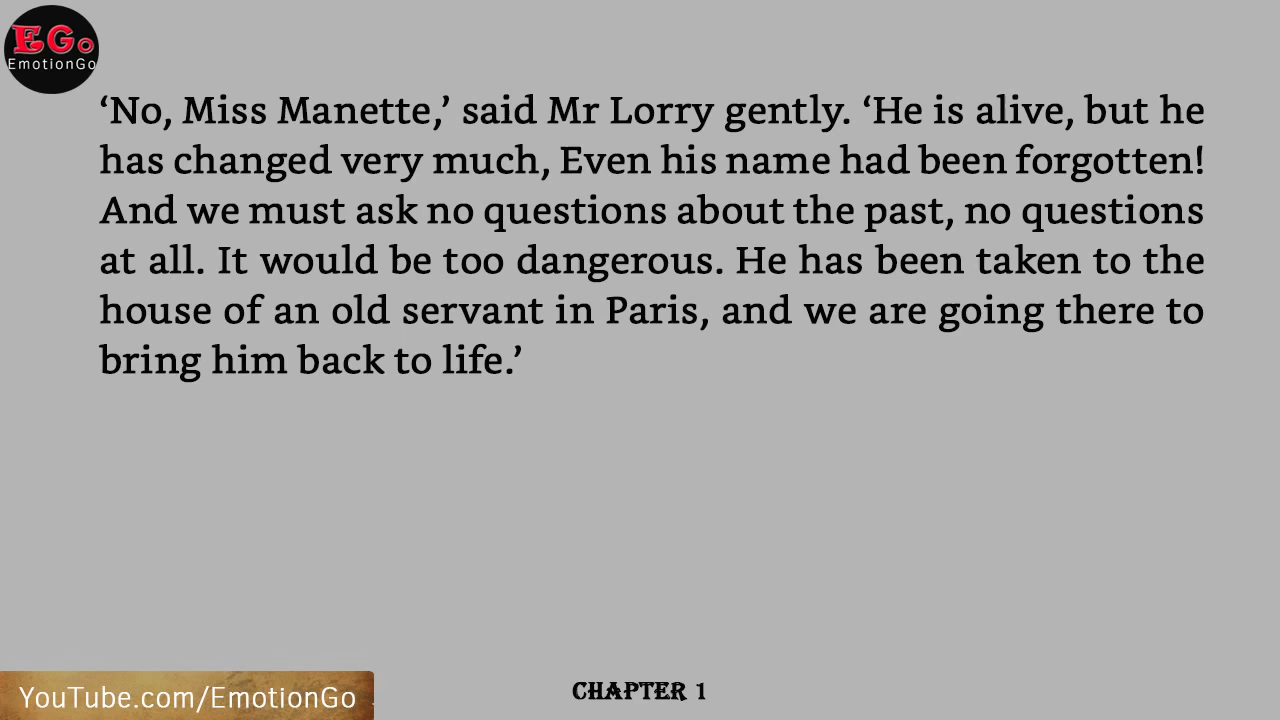 EGo
EmotionGo
‘No, Miss Manette,’ said Mr Lorry gently. ‘He is alive, but he
has changed very much, Even his name had been forgotten!
And we must ask no questions about the past, no questions
at all. It would be too dangerous. He has been taken to the
house of an old servant in Paris, and we are going there to
bring him back to life.’
YouTube.com/EmotionGo
CHAPTER 1